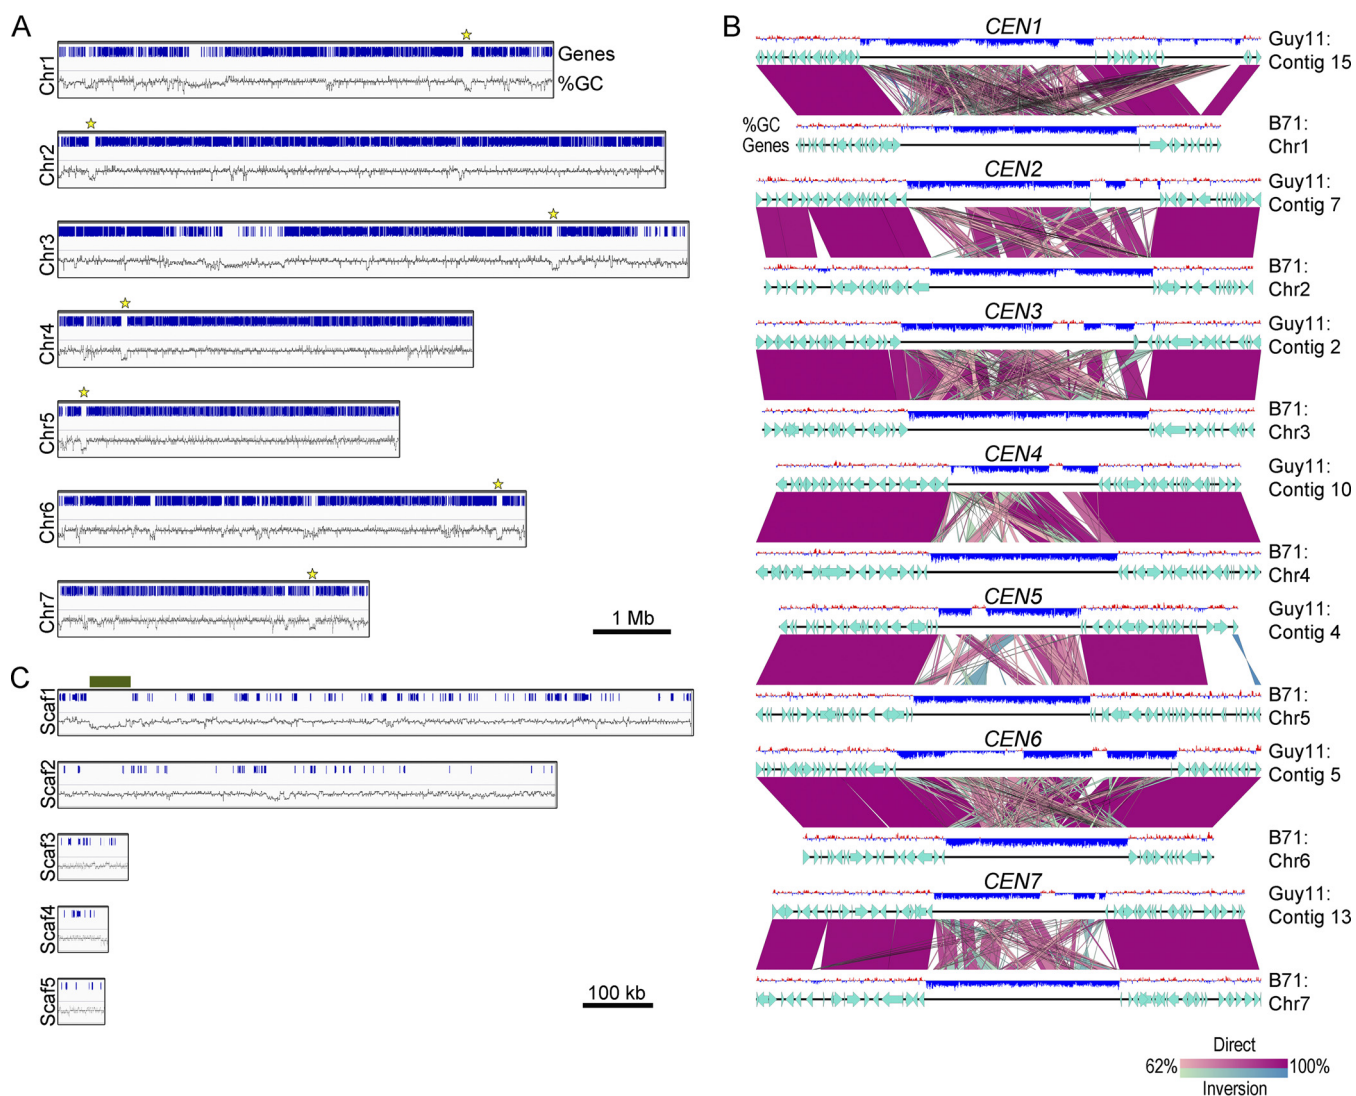 A
Chr1
Genes
%GC
Chr2
Chr3
Chr4
Chr5
Chr6
Chr7
1 Mb
C
Scaf1
Scaf2
Scaf3
Scaf4
Scaf5
100 kb
B
CEN1
Guy11:
Contig 15
%GC
Genes
B71:
Chr1
CEN2
Guy11:
Contig 7
B71:
Chr2
CEN3
Guy11:
Contig 2
B71:
Chr3
CEN4
Guy11:
Contig 10
B71:
Chr4
CEN5
Guy11:
Contig 4
B71:
Chr5
CEN6
Guy11:
Contig 5
B71:
Chr6
CEN7
Guy11:
Contig 13
B71:
Chr7
Direct
62% 100%
Inversion